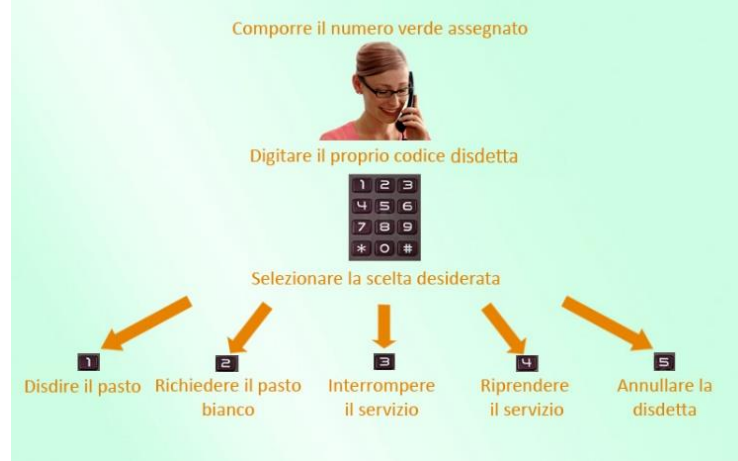 Comporre il numero verde assegnato
Digitare il proprio codice disdetta
1 2 3
4 5 6
7 8 9
* 0 #
Selezionare la scelta desiderata
1
Disdire il pasto
2
Richiedere il pasto
bianco
3
Interrompere
il servizio
4
Riprendere
il servizio
5
Annullare la
disdetta